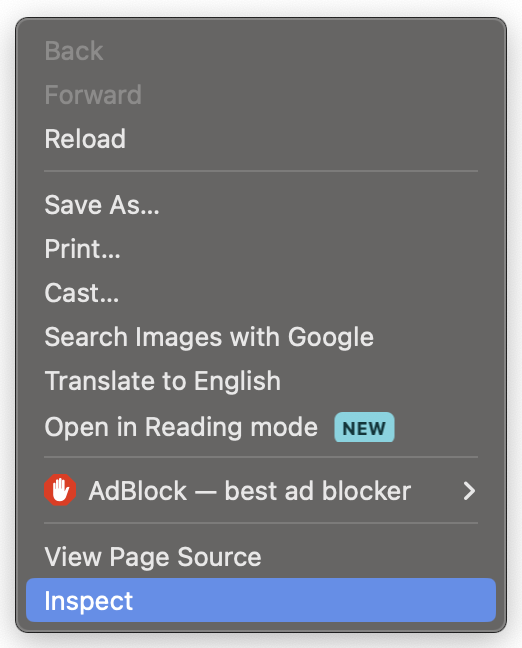 Back
Forward
Reload
Save As...
Print...
Cast...
Search Images with Google
Translate to English
Open in Reading mode NEW
AdBlock — best ad blocker
View Page Source
Inspect